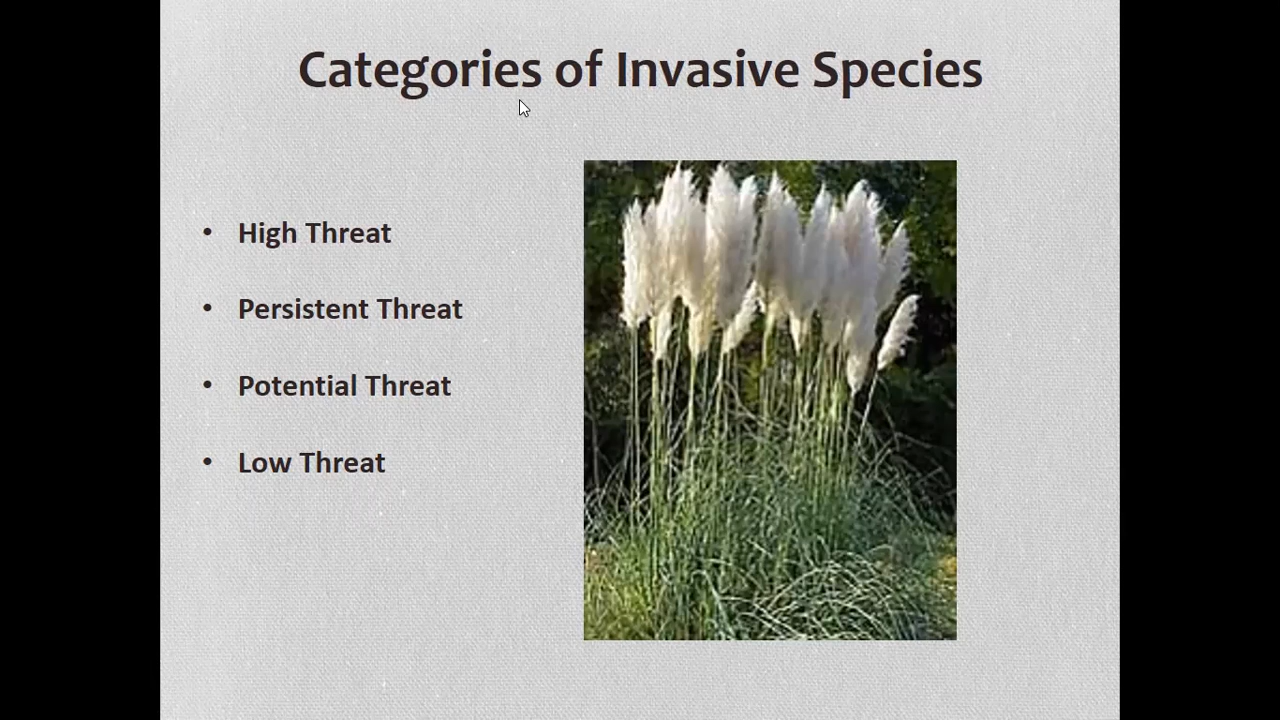 Categories of Invasive Species
• High Threat
• Persistent Threat
• Potential Threat
• Low Threat